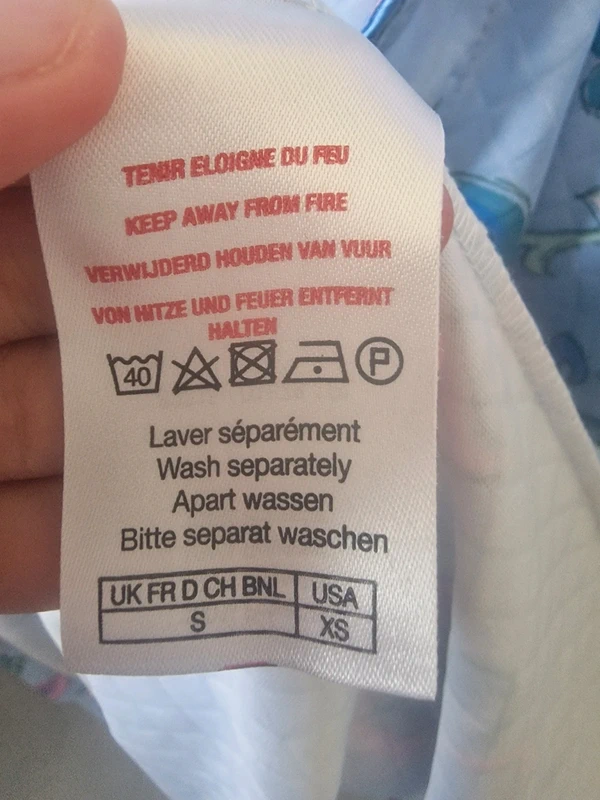 TENIR ELOIGNE DU FEU
KEEP AWAY FROM FIRE
VERWIJDERD HOUDEN VAN VUUR
VON HITZE UND FEUER ENTFERNT
HALTEN
40 P
Laver séparément
Wash separately
Apart wassen
Bitte separat waschen
UK FR D CH BNL USA
S XS